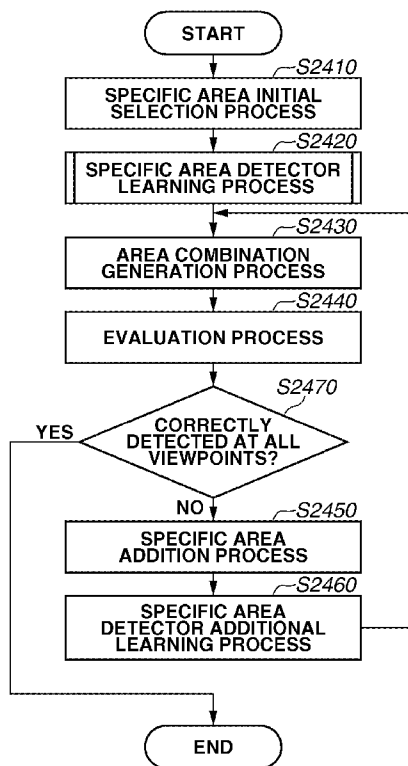 START
S2410
SPECIFIC AREA INITIAL
SELECTION PROCESS
S2420
SPECIFIC AREA DETECTOR
LEARNING PROCESS
S2430
AREA COMBINATION
GENERATION PROCESS
S2440
EVALUATION PROCESS
S2470
YES
CORRECTLY
DETECTED AT ALL
VIEWPOINTS?
NO
S2450
SPECIFIC AREA
ADDITION PROCESS
S2460
SPECIFIC AREA
DETECTOR ADDITIONAL
LEARNING PROCESS
END